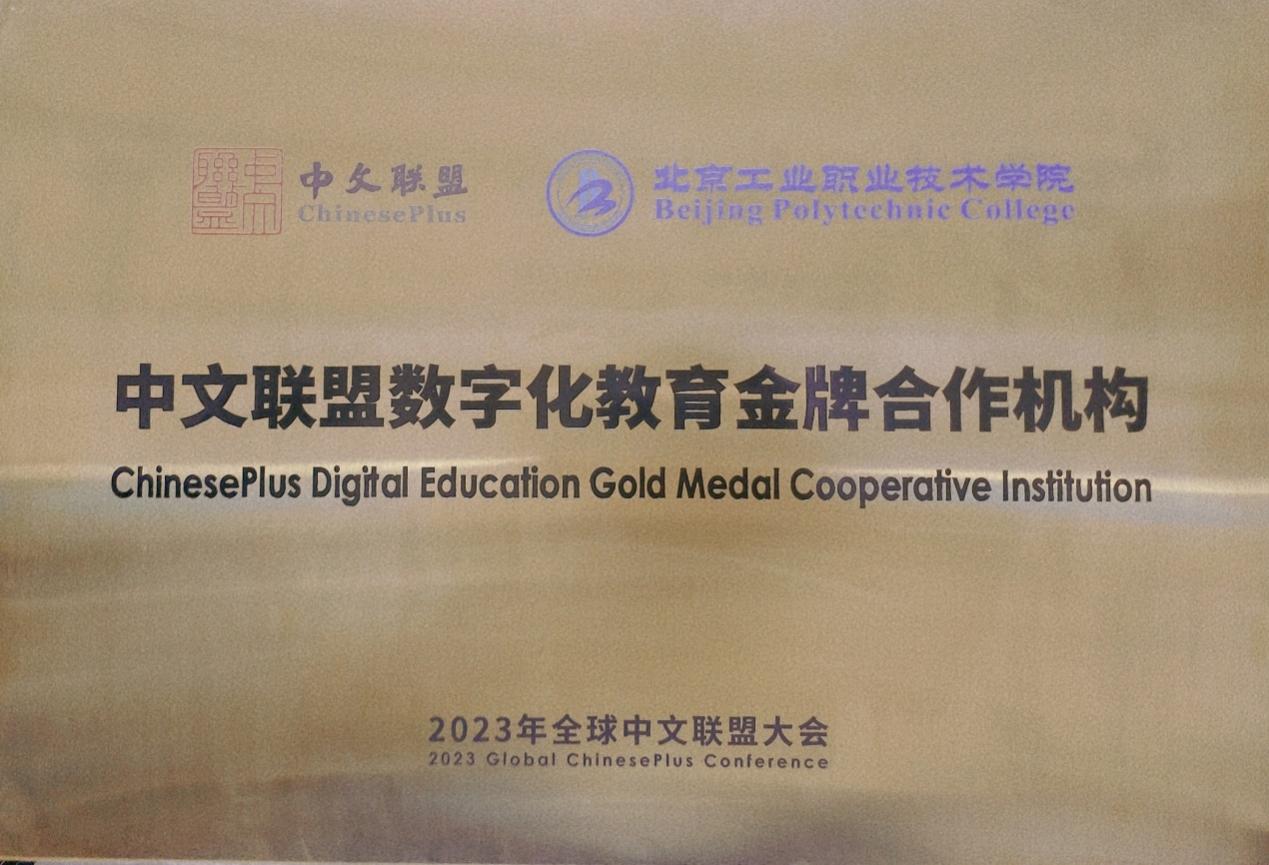 中文联盟
ChinesePlus
北京工业职业技术学院
Beijing Polytechnic College
中文联盟数字化教育金牌合作机构
ChinesePlus Digital Education Gold Medal Cooperative Institution
2023年全球中文联盟大会
2023 Global ChinesePlus Conference